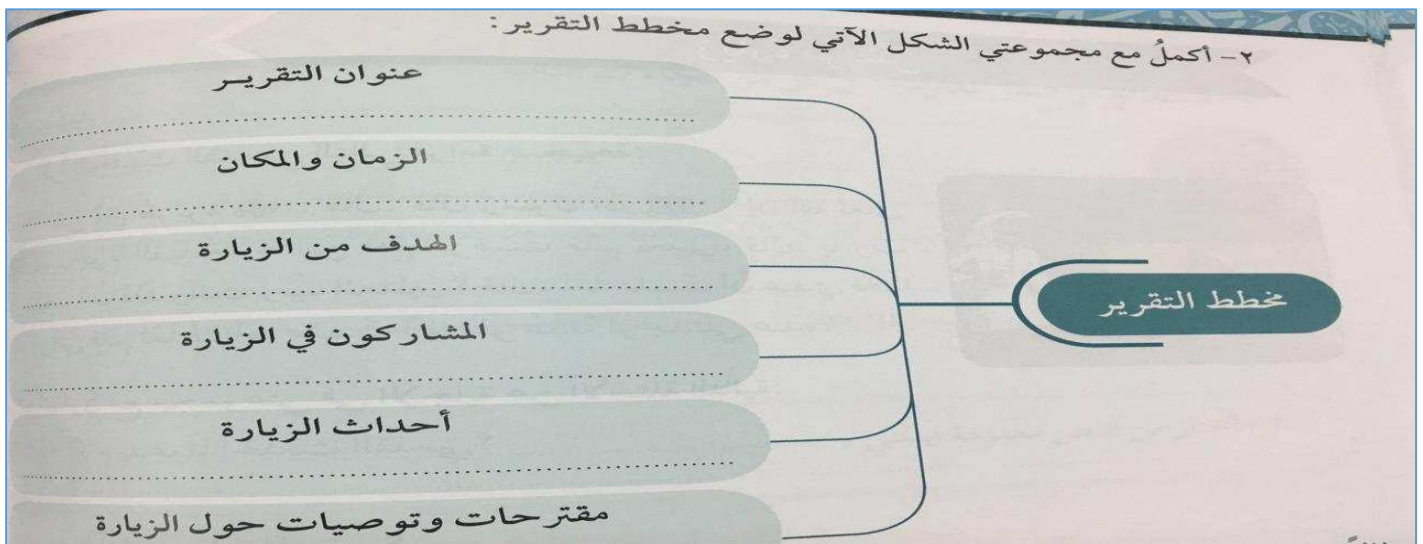 ٢- أكملُ مع مجموعتي الشكل الآتي لوضع مخطط التقرير :
مخطط التقرير
عنوان التقريـر
الزمان والمكان
الهدف من الزيارة
المشاركون في الزيارة
أحداث الزيارة
مقترحات وتوصيات حول الزيارة